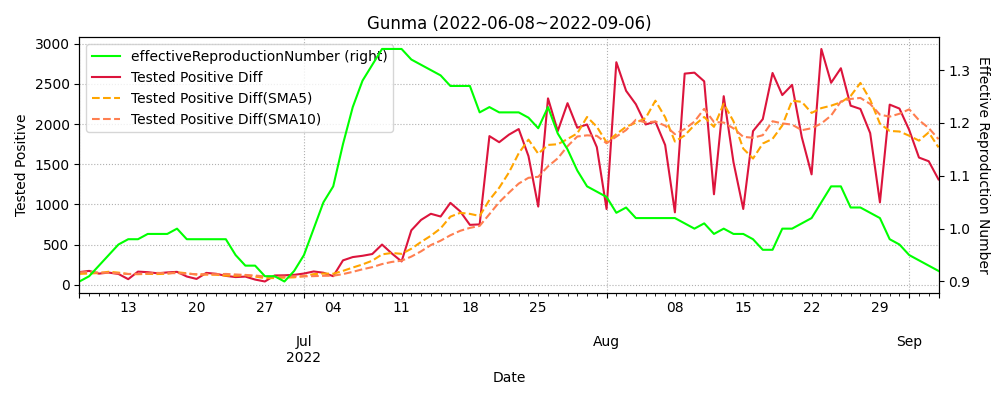 Gunma (2022-06-08~2022-09-06)
effectiveReproductionNumber (right)
Tested Positive Diff
Tested Positive Diff(SMA5)
Tested Positive Diff(SMA10)
Tested Positive
3000
2500
2000
1500
1000
500
0
Effective Reproduction Number
1.3
1.2
1.1
1.0
0.9
13 20 27 04 11 18 25 08 15 22 29
Jul Aug Sep
2022
Date